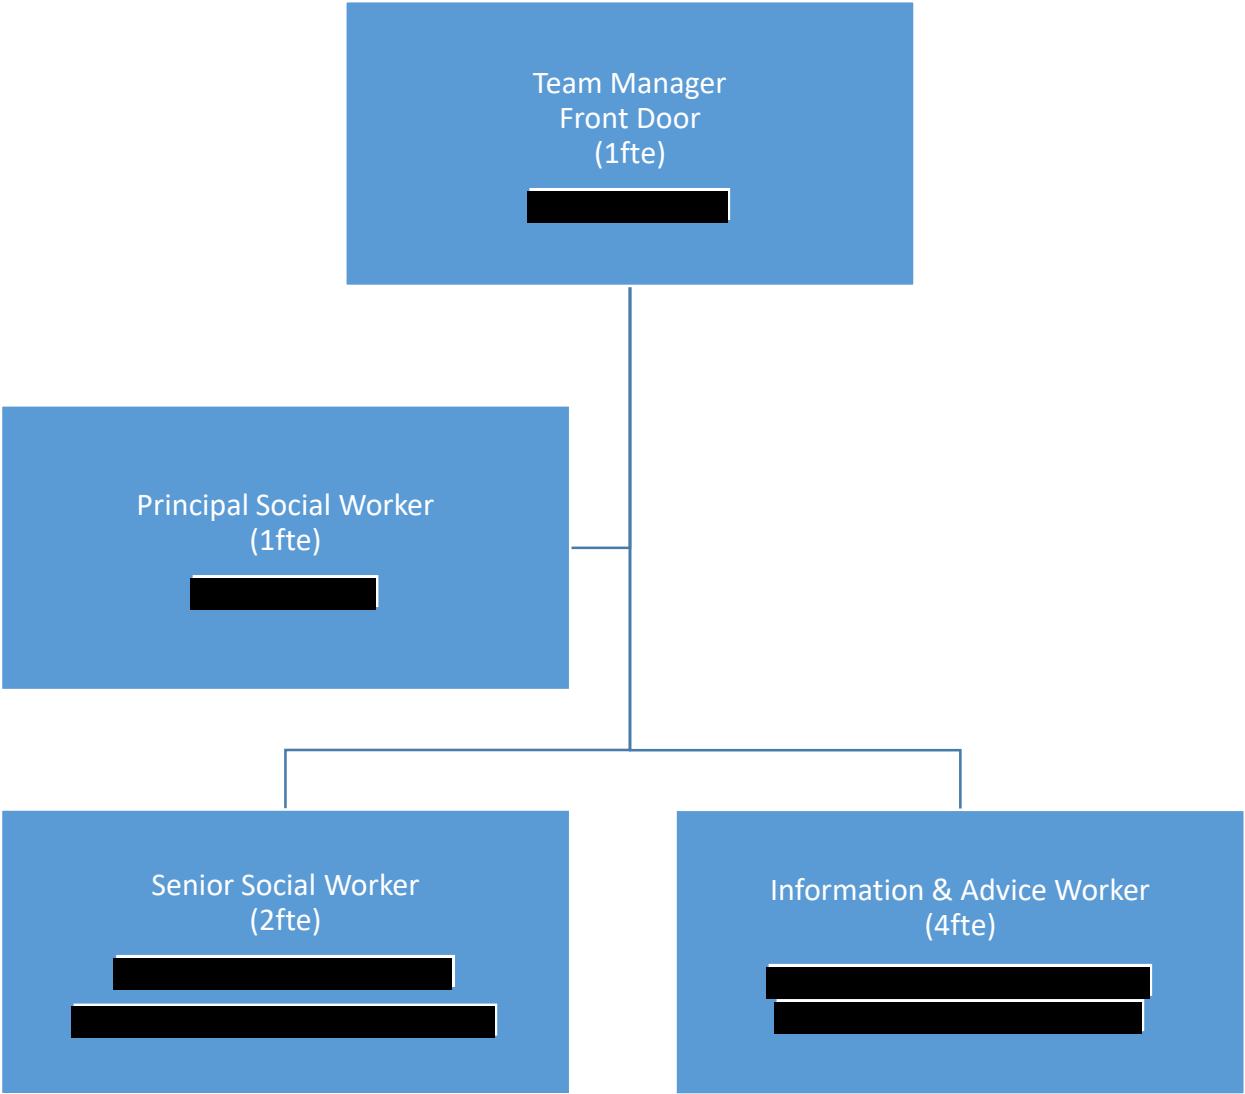 Team Manager
Front Door
(1fte)
Principal Social Worker
(1fte)
Senior Social Worker
(2fte)
Information & Advice Worker
(4fte)